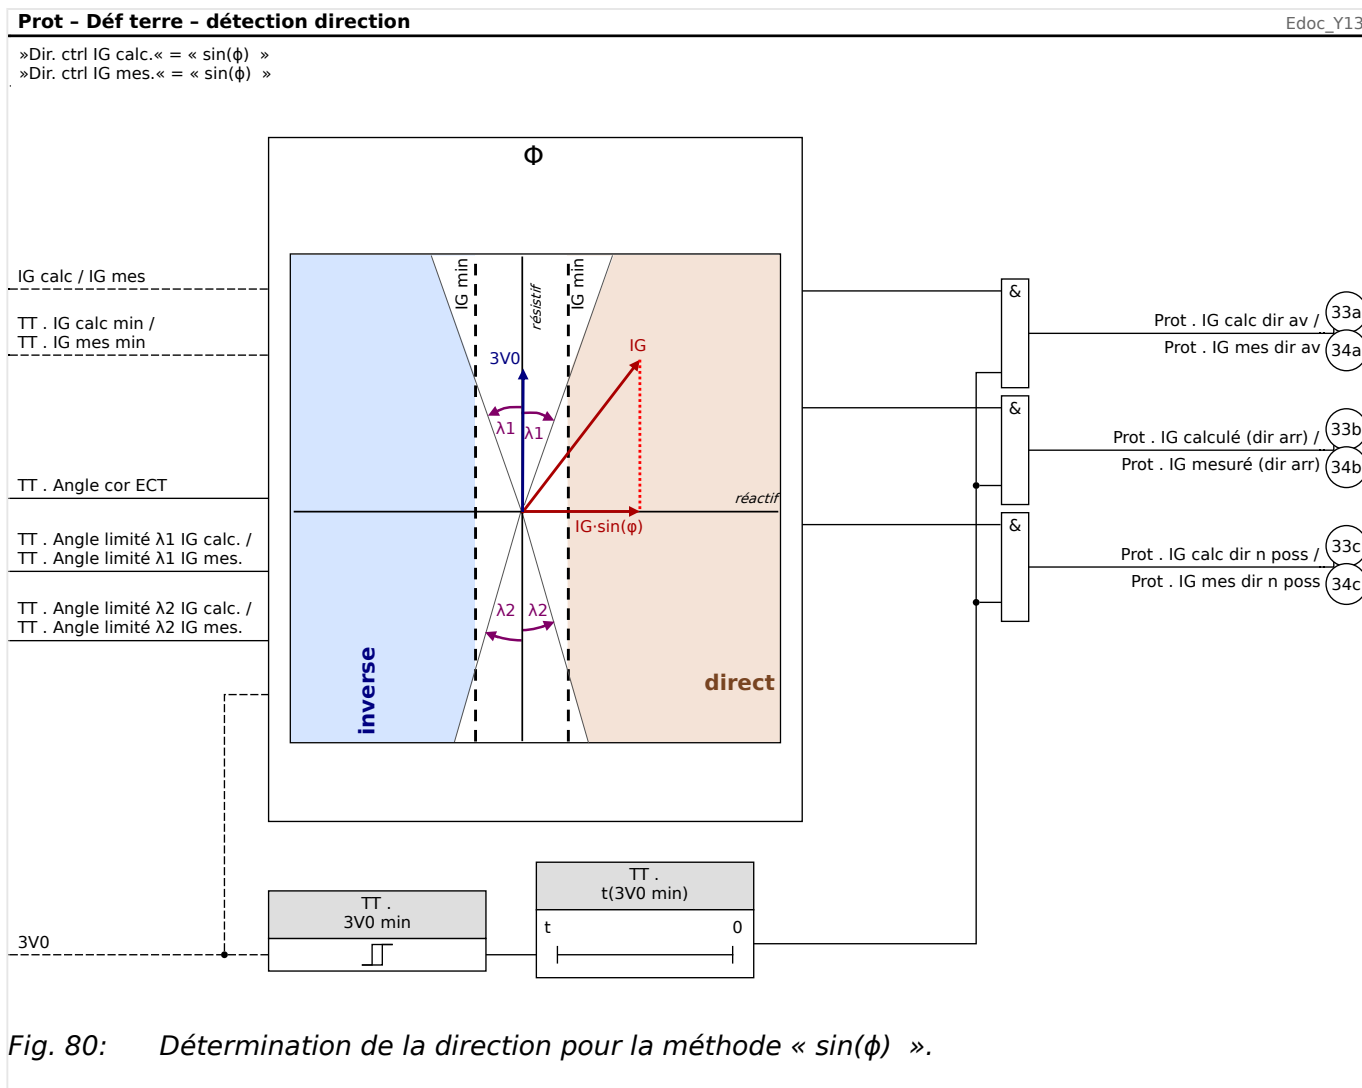 Prot – Déf terre – détection direction
Edoc_Y13
»Dir. ctrl IG calc.« = « sin(ϕ)  »
»Dir. ctrl IG mes.« = « sin(ϕ)  »
Φ
IG calc / IG mes
TT . IG calc min /
TT . IG mes min
TT . Angle cor ECT
TT . Angle limité λ1 IG calc. /
TT . Angle limité λ1 IG mes.
TT . Angle limité λ2 IG calc. /
TT . Angle limité λ2 IG mes.
IG min
résistif
IG min
3V0
IG
λ1
λ1
réactif
IG·sin(φ)
λ2
λ2
inverse
direct
&
Prot . IG calc dir av /
33a
Prot . IG mes dir av
34a
&
Prot . IG calculé (dir arr) /
33b
Prot . IG mesuré (dir arr)
34b
&
Prot . IG calc dir n poss /
33c
Prot . IG mes dir n poss
34c
3V0
TT .
3V0 min
TT .
t(3V0 min)
t
0
Fig. 80: Détermination de la direction pour la méthode « sin(ϕ)  ».